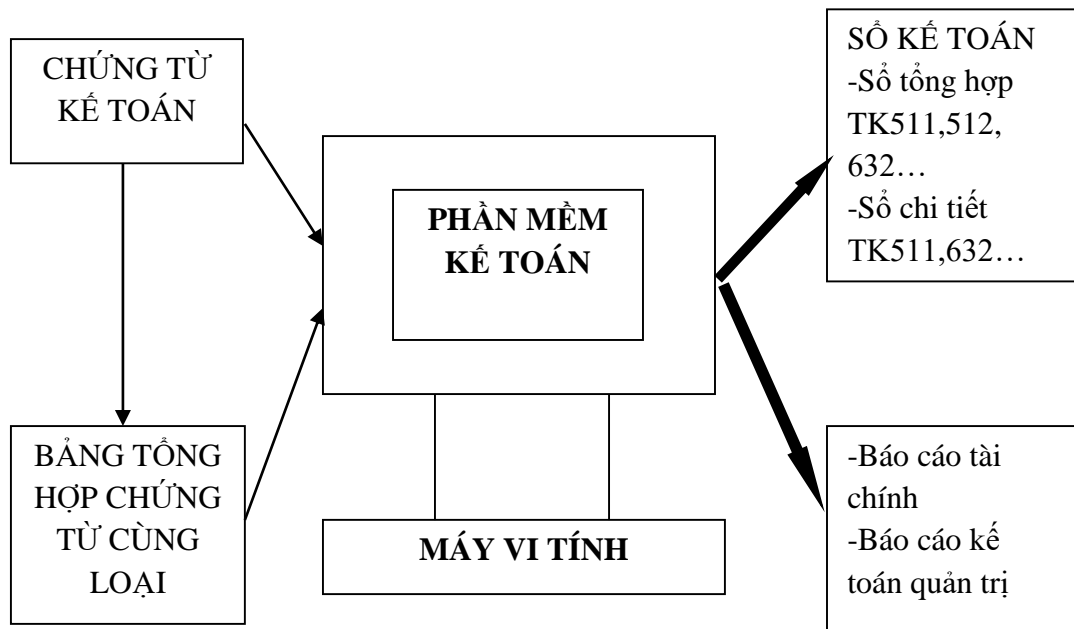 CHỨNG TỪ
KẾ TOÁN
BẢNG TỔNG
HỢP CHỨNG
TỪ CÙNG
LOẠI
PHẦN MỀM
KẾ TOÁN
MÁY VI TÍNH
SỔ KẾ TOÁN
-Sổ tổng hợp
TK511,512,
632…
-Sổ chi tiết
TK511,632…
-Báo cáo tài
chính
-Báo cáo kế
toán quản trị